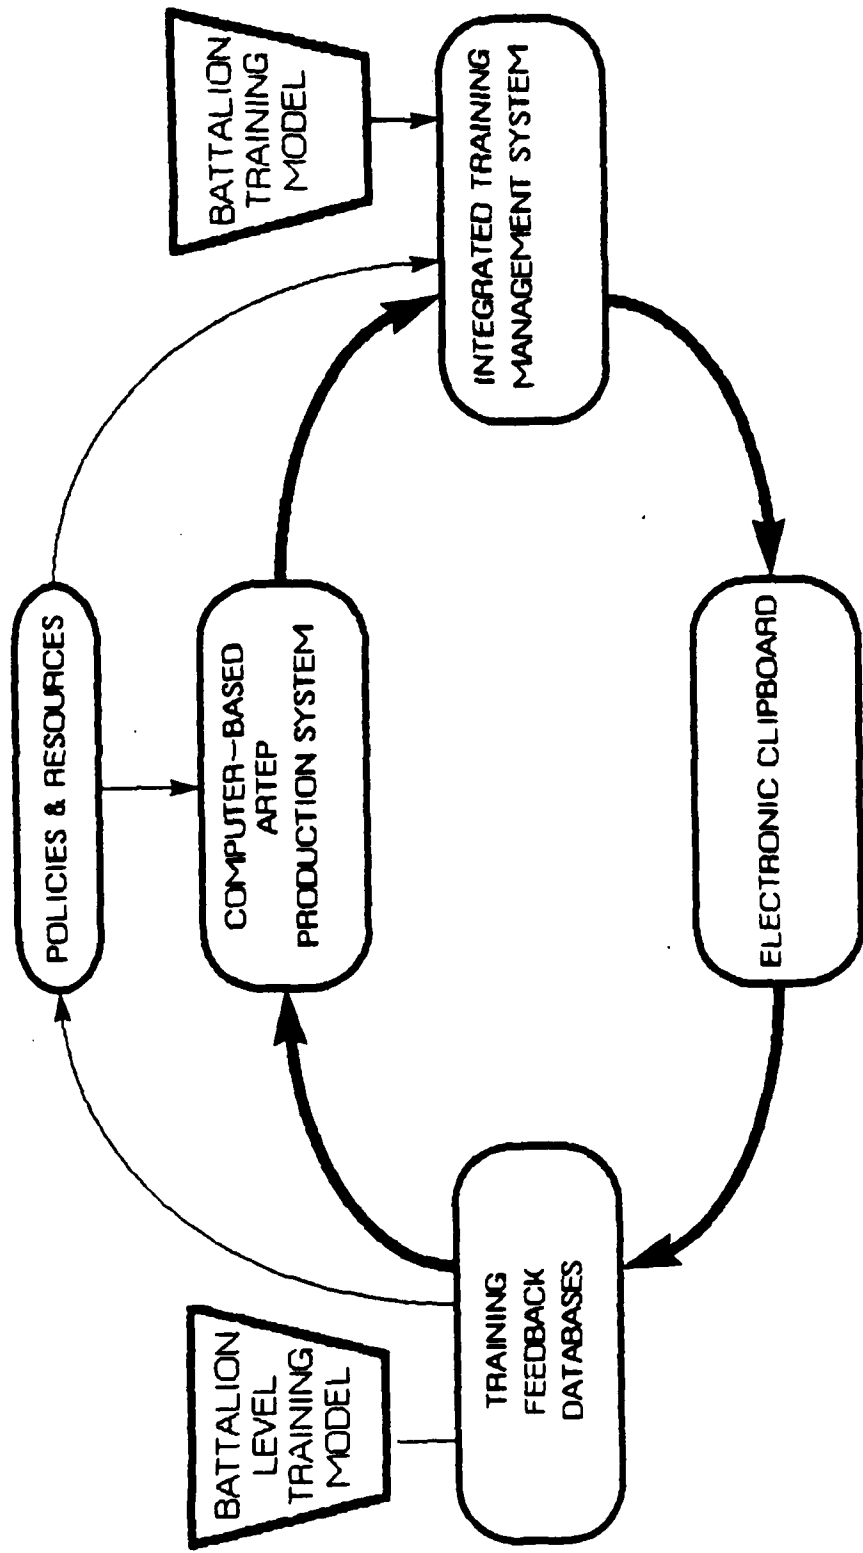 POLICIES & RESOURCES
BATTALION
LEVEL
TRAINING
MODEL
COMPUTER-BASED
ARTEP
PRODUCTION SYSTEM
BATTALION
TRAINING
MODEL
TRAINING
FEEDBACK
DATABASES
INTEGRATED TRAINING
MANAGEMENT SYSTEM
ELECTRONIC CLIPBOARD